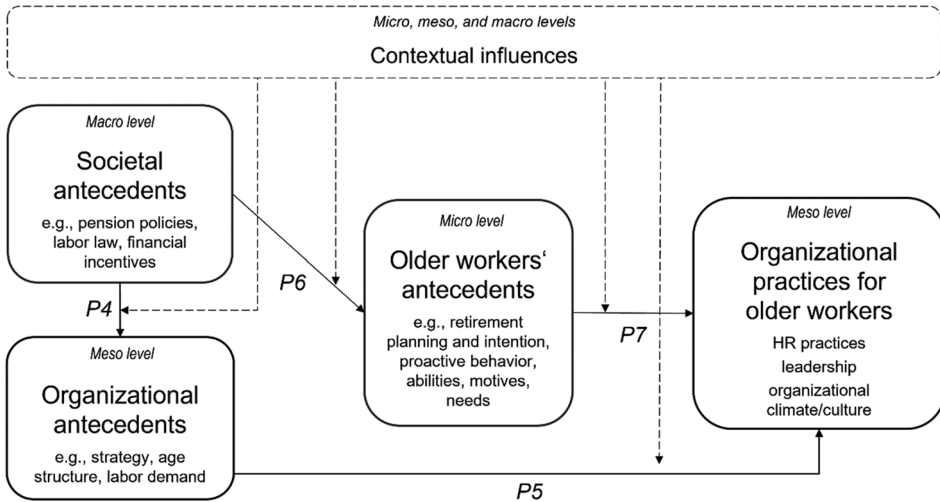 Micro, meso, and macro levels
Contextual influences
Macro level
Societal
antecedents
e.g., pension policies,
labor law, financial
incentives
P4
P6
Meso level
Organizational
antecedents
e.g., strategy, age
structure, labor demand
Micro level
Older workers‘
antecedents
e.g., retirement
planning and intention,
proactive behavior,
abilities, motives,
needs
P7
Meso level
Organizational
practices for
older workers
HR practices
leadership
organizational
climate/culture
P5